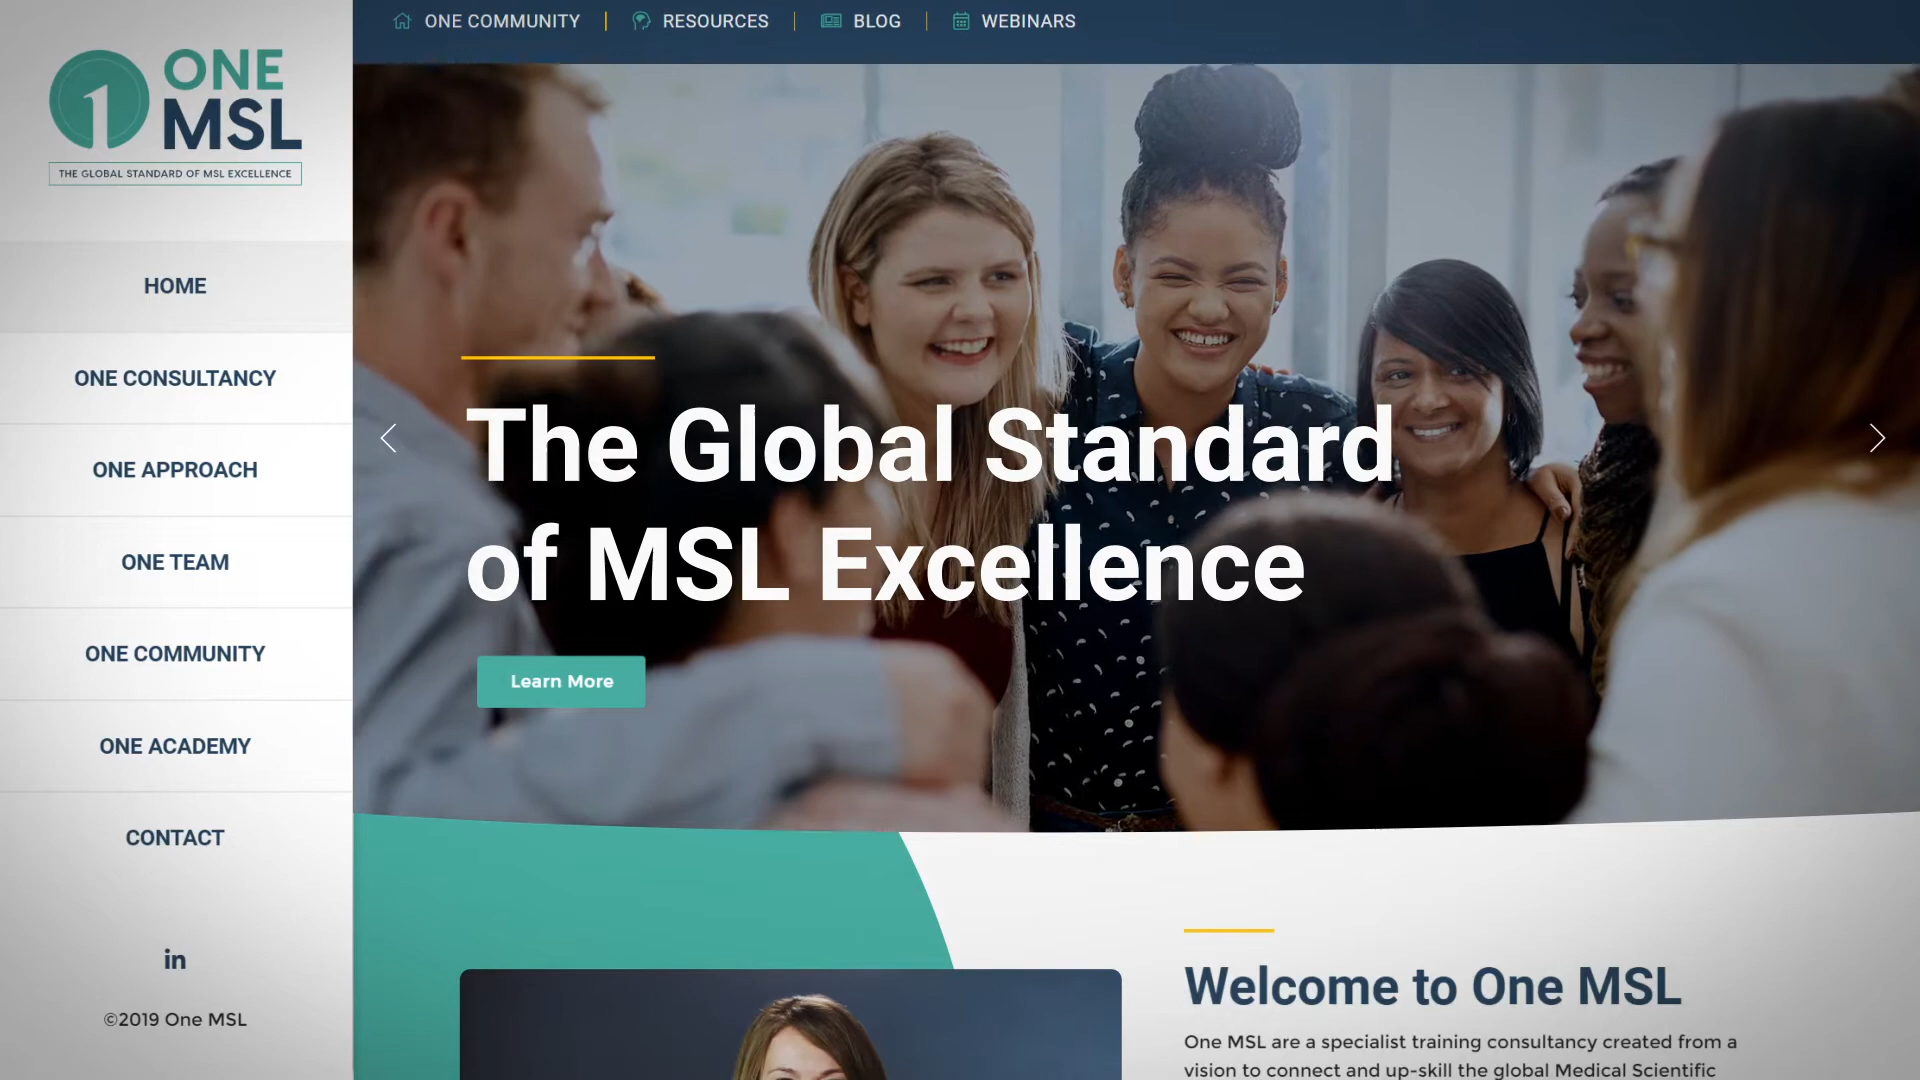 ONE
MSL
THE GLOBAL STANDARD OF MSL EXCELLENCE
HOME
ONE CONSULTANCY
ONE APPROACH
ONE TEAM
ONE COMMUNITY
ONE ACADEMY
CONTACT
in
©2019 One MSL
ONE COMMUNITY
RESOURCES
BLOG
WEBINARS
The Global Standard
of MSL Excellence
Learn More
Welcome to One MSL
One MSL are a specialist training consultancy created from a
vision to connect and up-skill the global Medical Scientific